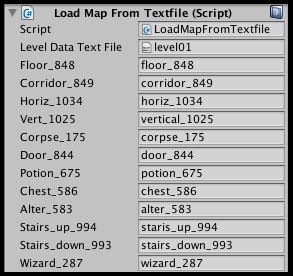 Load Map From Textfile (Script)
Script LoadMapFromTextfile
Level Data Text File level01
Floor_848 floor_848
Corridor_849 corridor_849
Horiz_1034 horiz_1034
Vert_1025 vertical_1025
Corpse_175 corpse_175
Door_844 door_844
Potion_675 potion_675
Chest_586 chest_586
Alter_583 alter_583
Stairs_up_994 staris_up_994
Stairs_down_993 stairs_down_993
Wizard_287 wizard_287